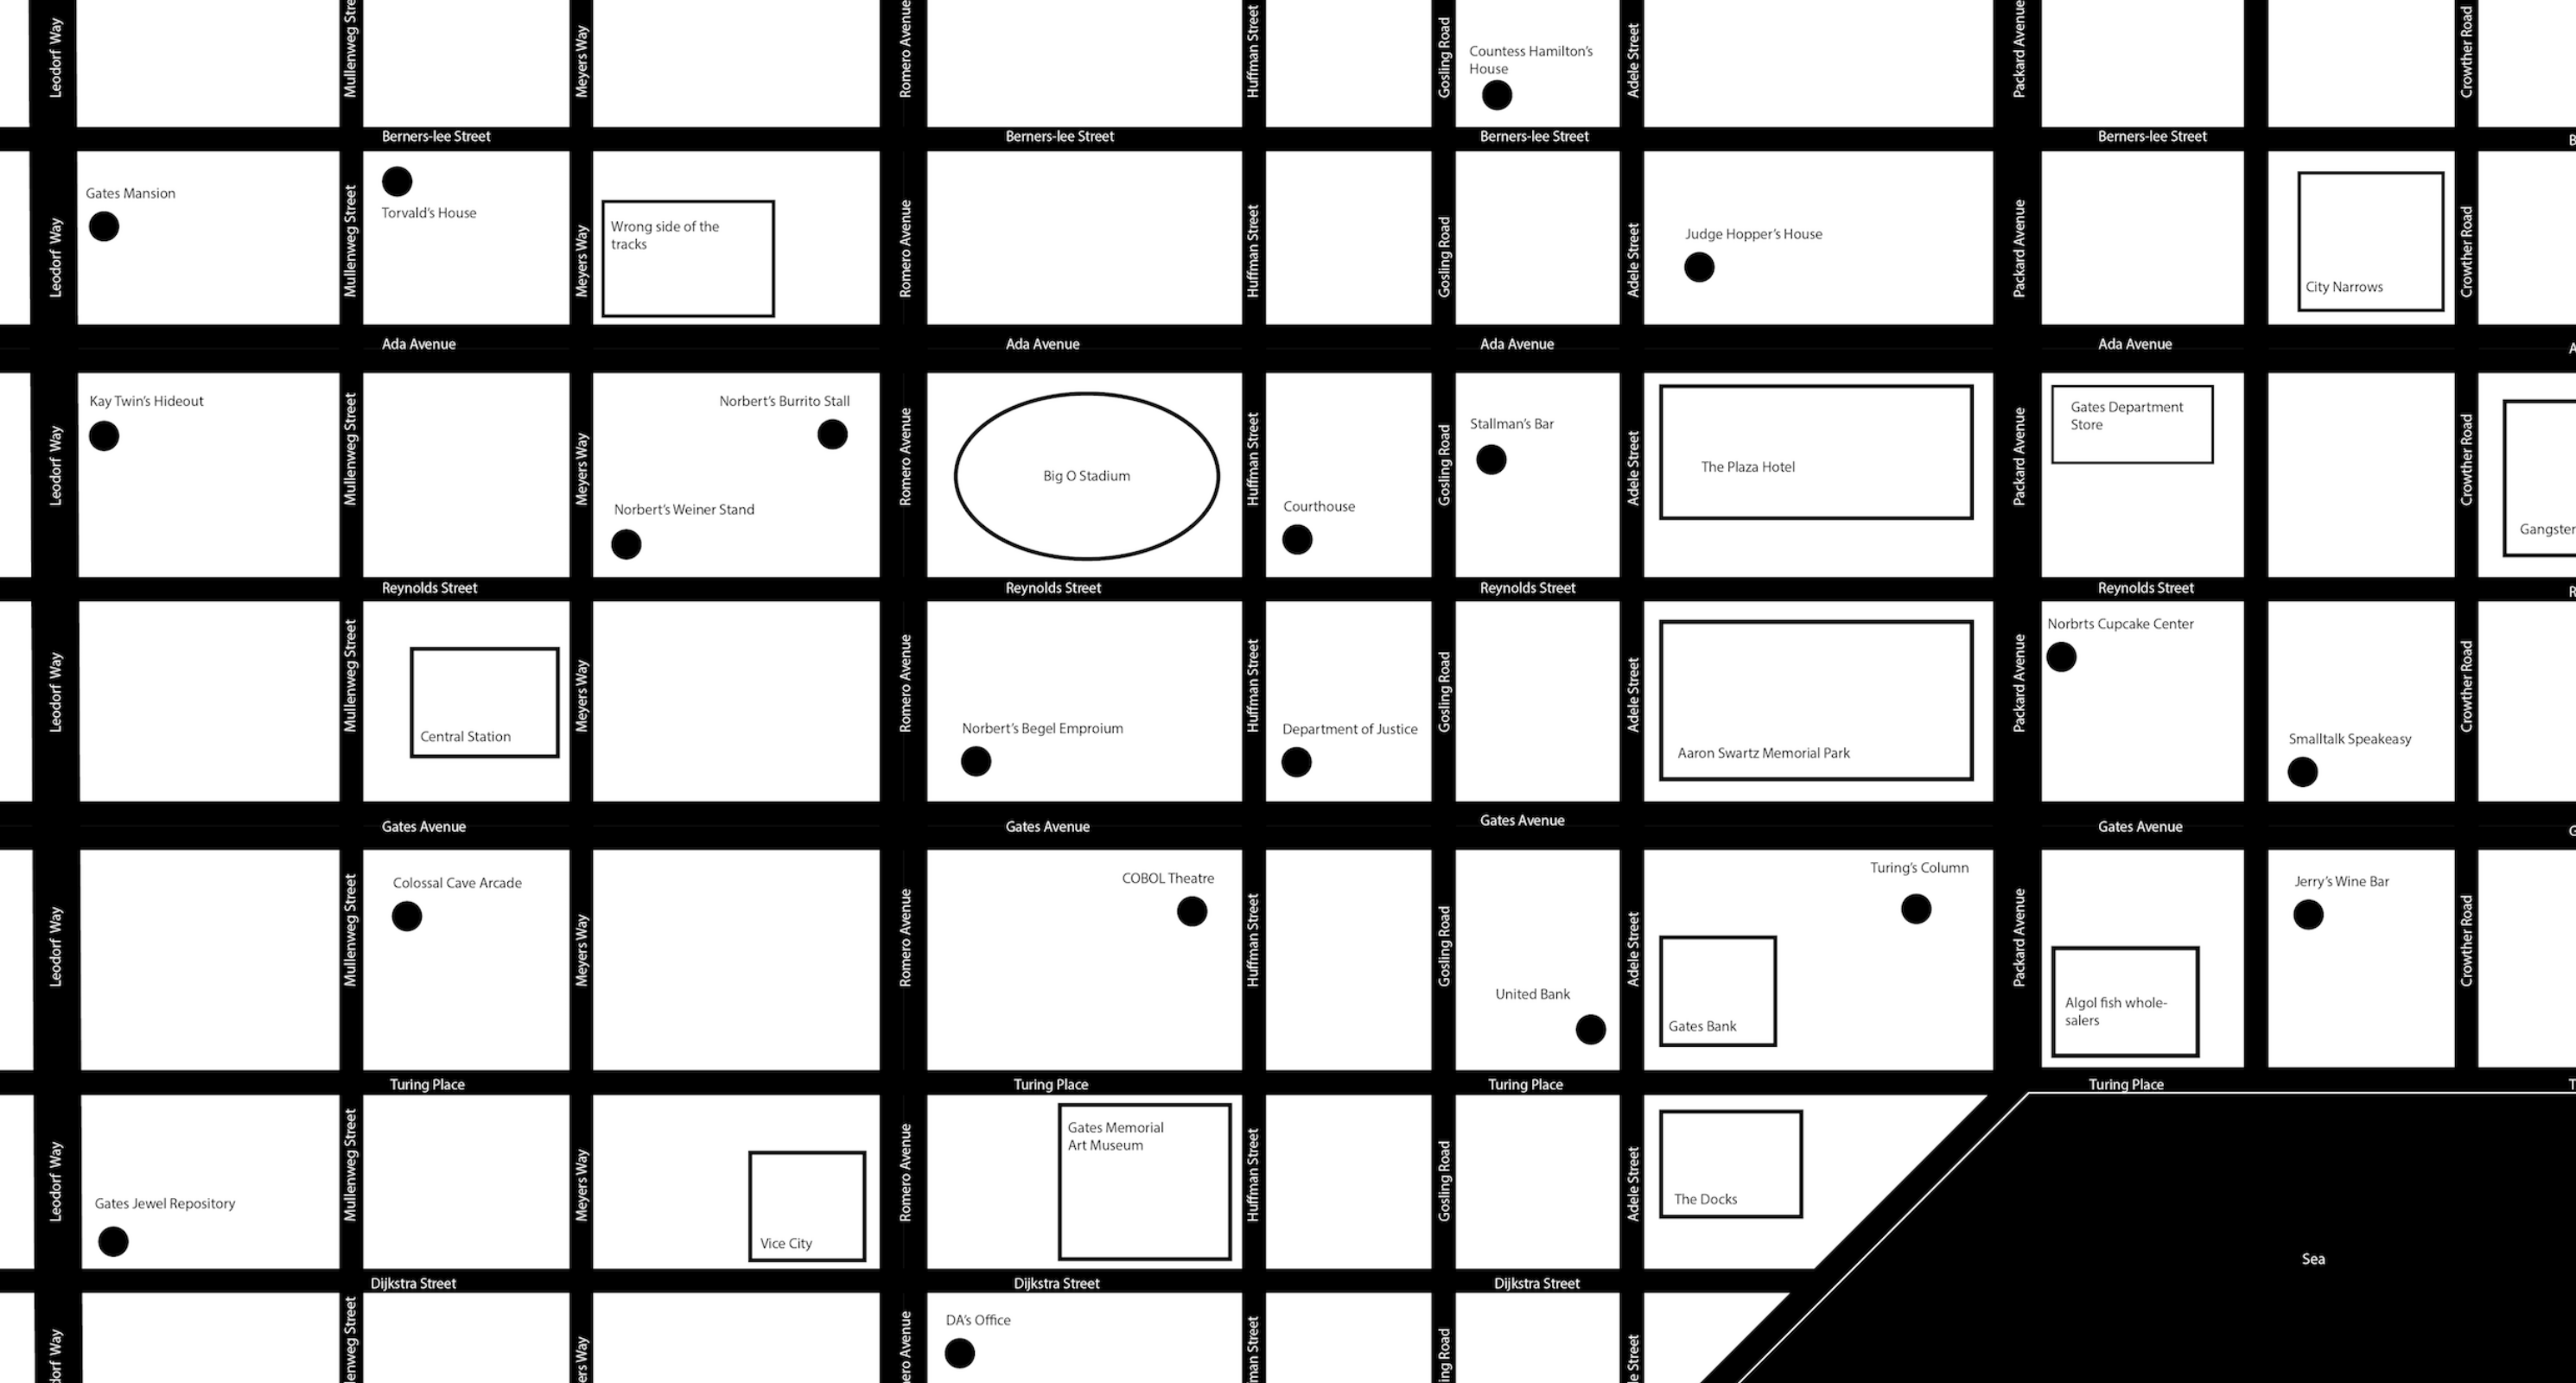 Leodorf Way
Mullenweg Stre
Meyers Way
Romero Avenue
Huffman Street
Gosling Road
Countess Hamilton's
House
Adele Street
Packard Avenue
Crowther Road
Berners-lee Street
Berners-lee Street
Berners-lee Street
Berners-lee Street
B
Leodorf Way
Gates Mansion
Mullenweg Street
Torvald's House
Meyers Way
Wrong side of the
tracks
Romero Avenue
Huffman Street
Gosling Road
Adele Street
Judge Hopper's House
Packard Avenue
City Narrows
Crowther Road
Ada Avenue
Ada Avenue
Ada Avenue
Ada Avenue
A
Leodorf Way
Kay Twin's Hideout
Mullenweg Street
Meyers Way
Norbert's Burrito Stall
Norbert's Weiner Stand
Romero Avenue
Big O Stadium
Huffman Street
Courthouse
Gosling Road
Stallman's Bar
Adele Street
The Plaza Hotel
Packard Avenue
Gates Department
Store
Crowther Road
Gangster
Reynolds Street
Reynolds Street
Reynolds Street
Reynolds Street
R
Leodorf Way
Mullenweg Street
Central Station
Meyers Way
Romero Avenue
Norbert's Begel Emproium
Huffman Street
Department of Justice
Gosling Road
Adele Street
Aaron Swartz Memorial Park
Packard Avenue
Norbrts Cupcake Center
Smalltalk Speakeasy
Crowther Road
Gates Avenue
Gates Avenue
Gates Avenue
Gates Avenue
G
Leodorf Way
Mullenweg Street
Colossal Cave Arcade
Meyers Way
Romero Avenue
COBOL Theatre
Huffman Street
Gosling Road
United Bank
Adele Street
Gates Bank
Turing's Column
Packard Avenue
Algol fish whole-
salers
Jerry's Wine Bar
Crowther Road
Turing Place
Turing Place
Turing Place
Turing Place
T
Leodorf Way
Gates Jewel Repository
Mullenweg Street
Meyers Way
Vice City
Romero Avenue
Gates Memorial
Art Museum
Huffman Street
Gosling Road
Adele Street
The Docks
Sea
Dijkstra Street
Dijkstra Street
Dijkstra Street
dorf Way
enweg Street
ers Way
ero Avenue
DA's Office
man Street
ing Road
e Street